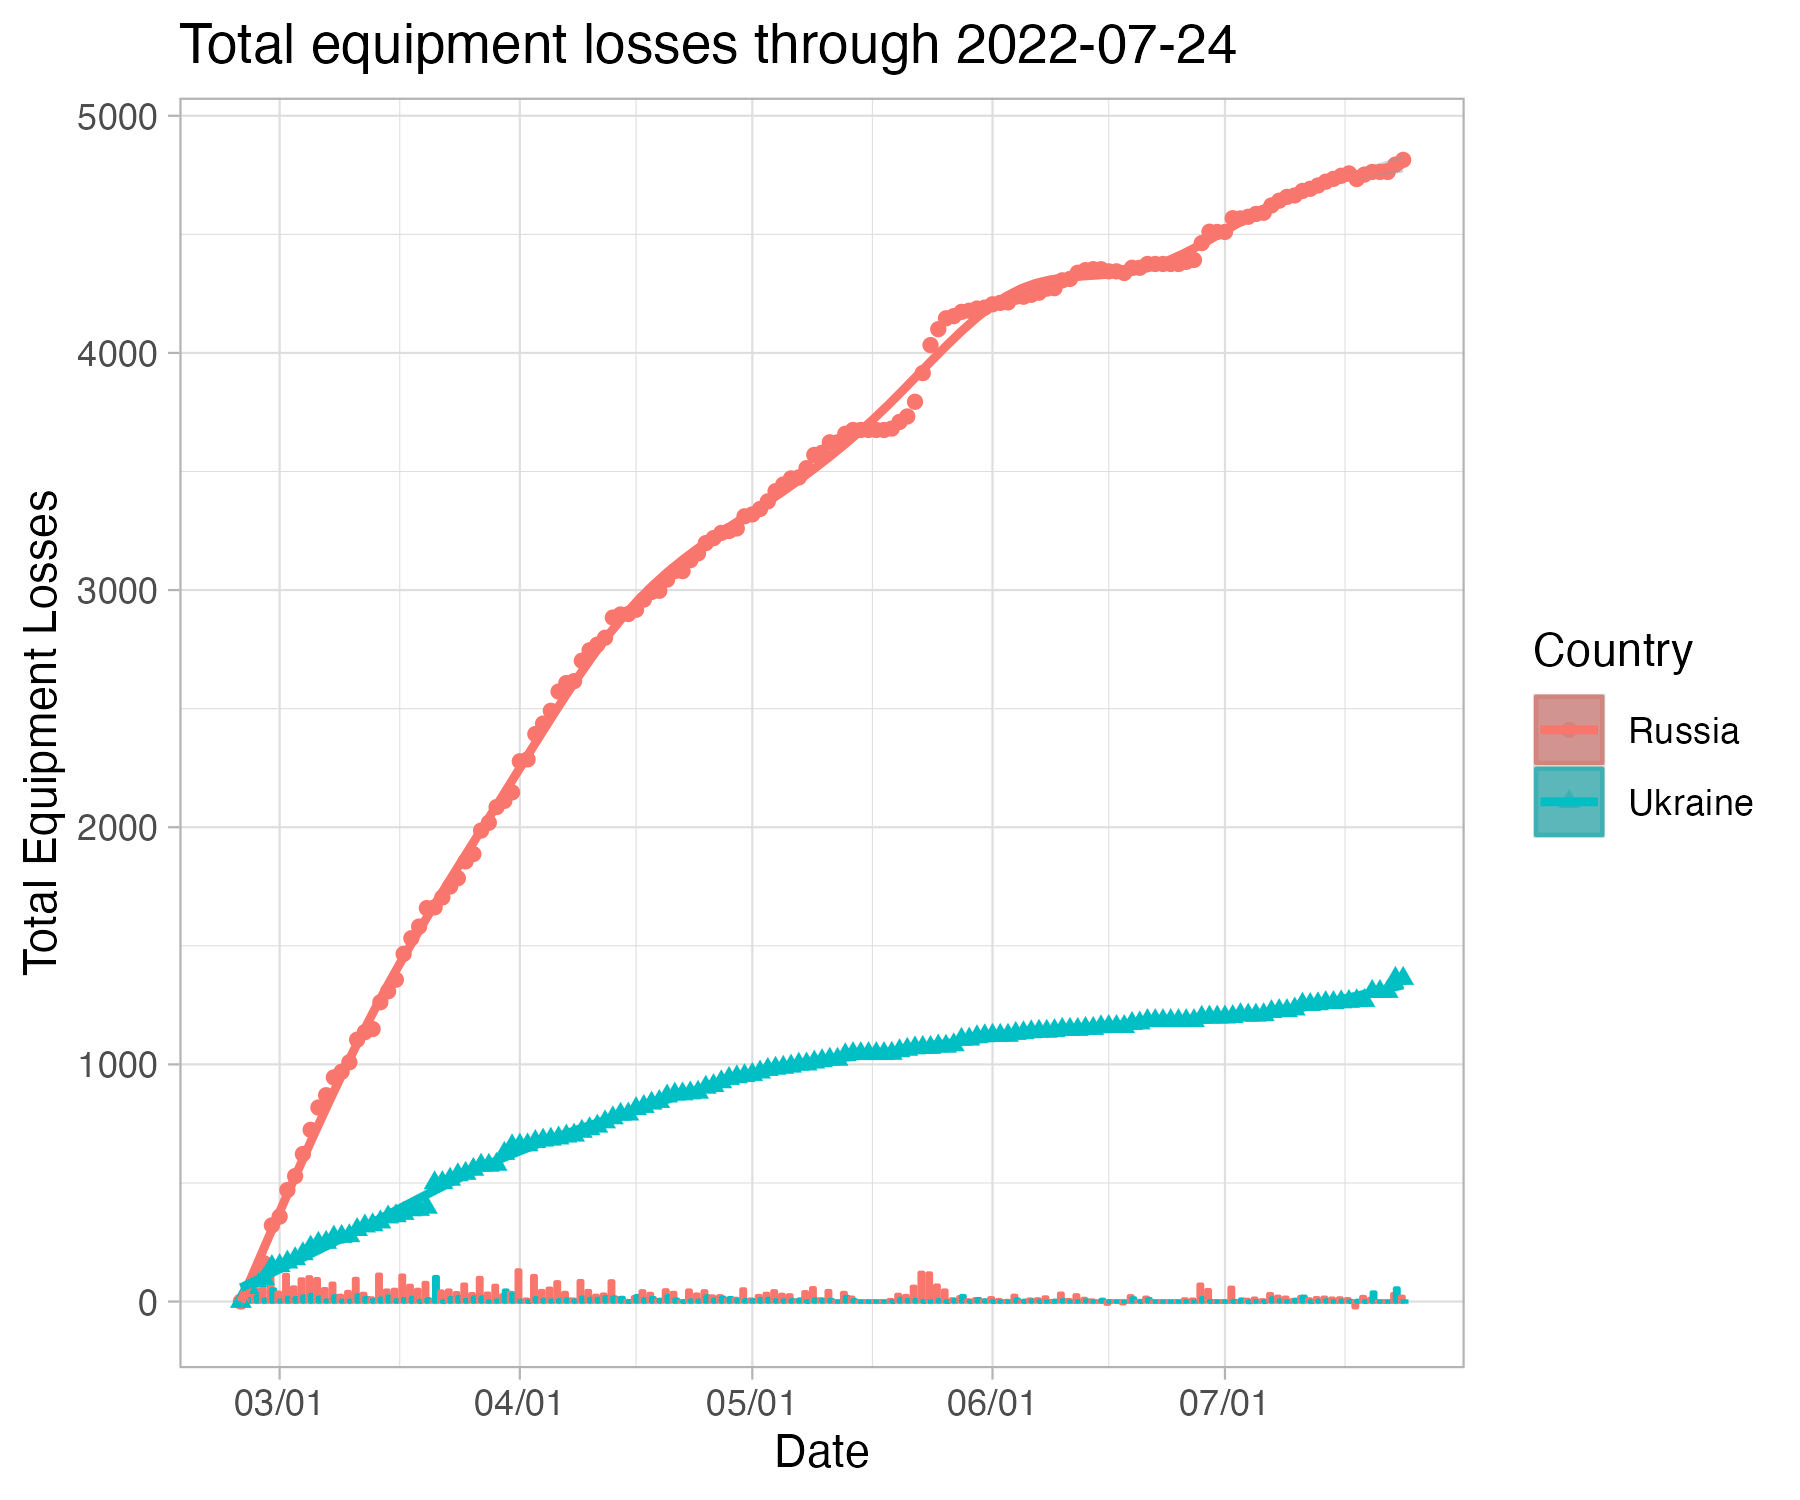 Total equipment losses through 2022-07-24
Total Equipment Losses
5000
4000
3000
2000
1000
0
03/01
04/01
05/01
06/01
07/01
Date
Country
Russia
Ukraine